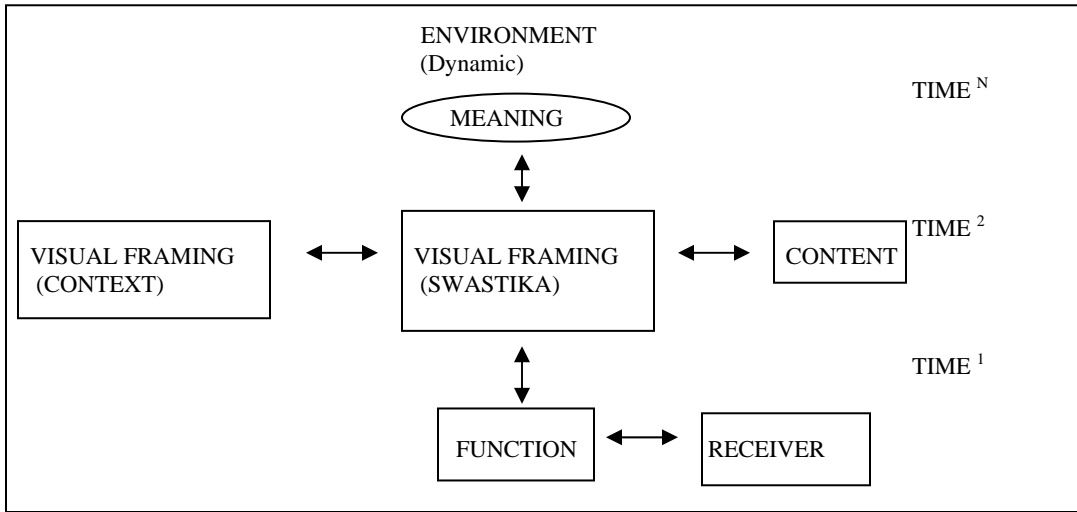 ENVIRONMENT
(Dynamic)
TIME N
MEANING
VISUAL FRAMING
(CONTEXT)
VISUAL FRAMING
(SWASTIKA)
CONTENT
TIME 2
TIME 1
FUNCTION
RECEIVER